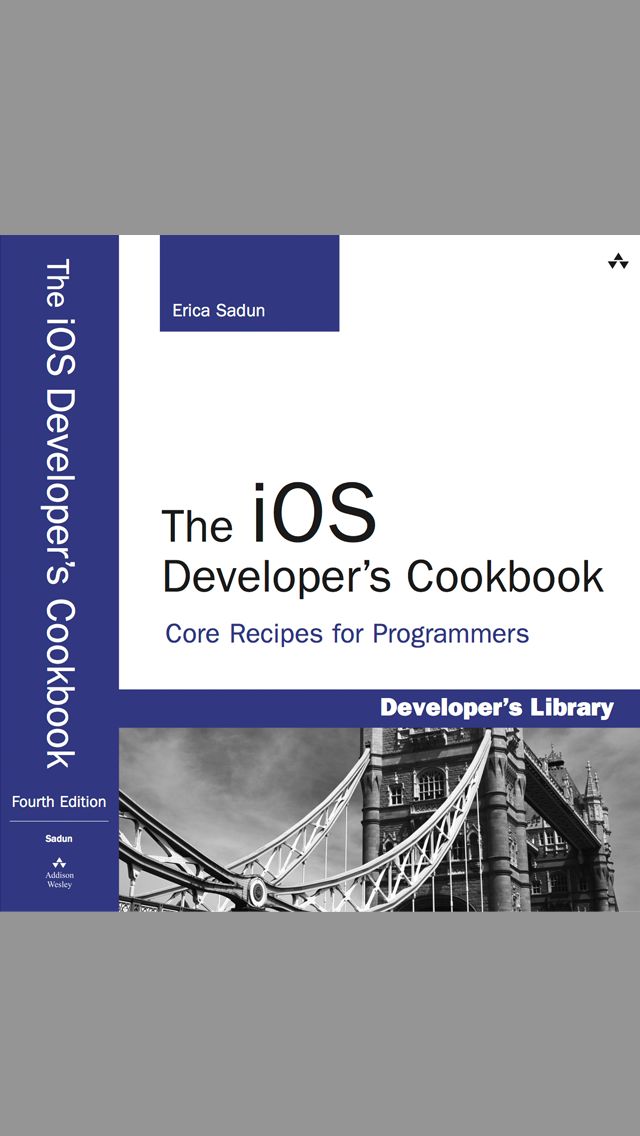 The iOS Developer's Cookbook
Fourth Edition
Sadun
Addison
Wesley
Erica Sadun
The iOS
Developer's Cookbook
Core Recipes for Programmers
Developer's Library